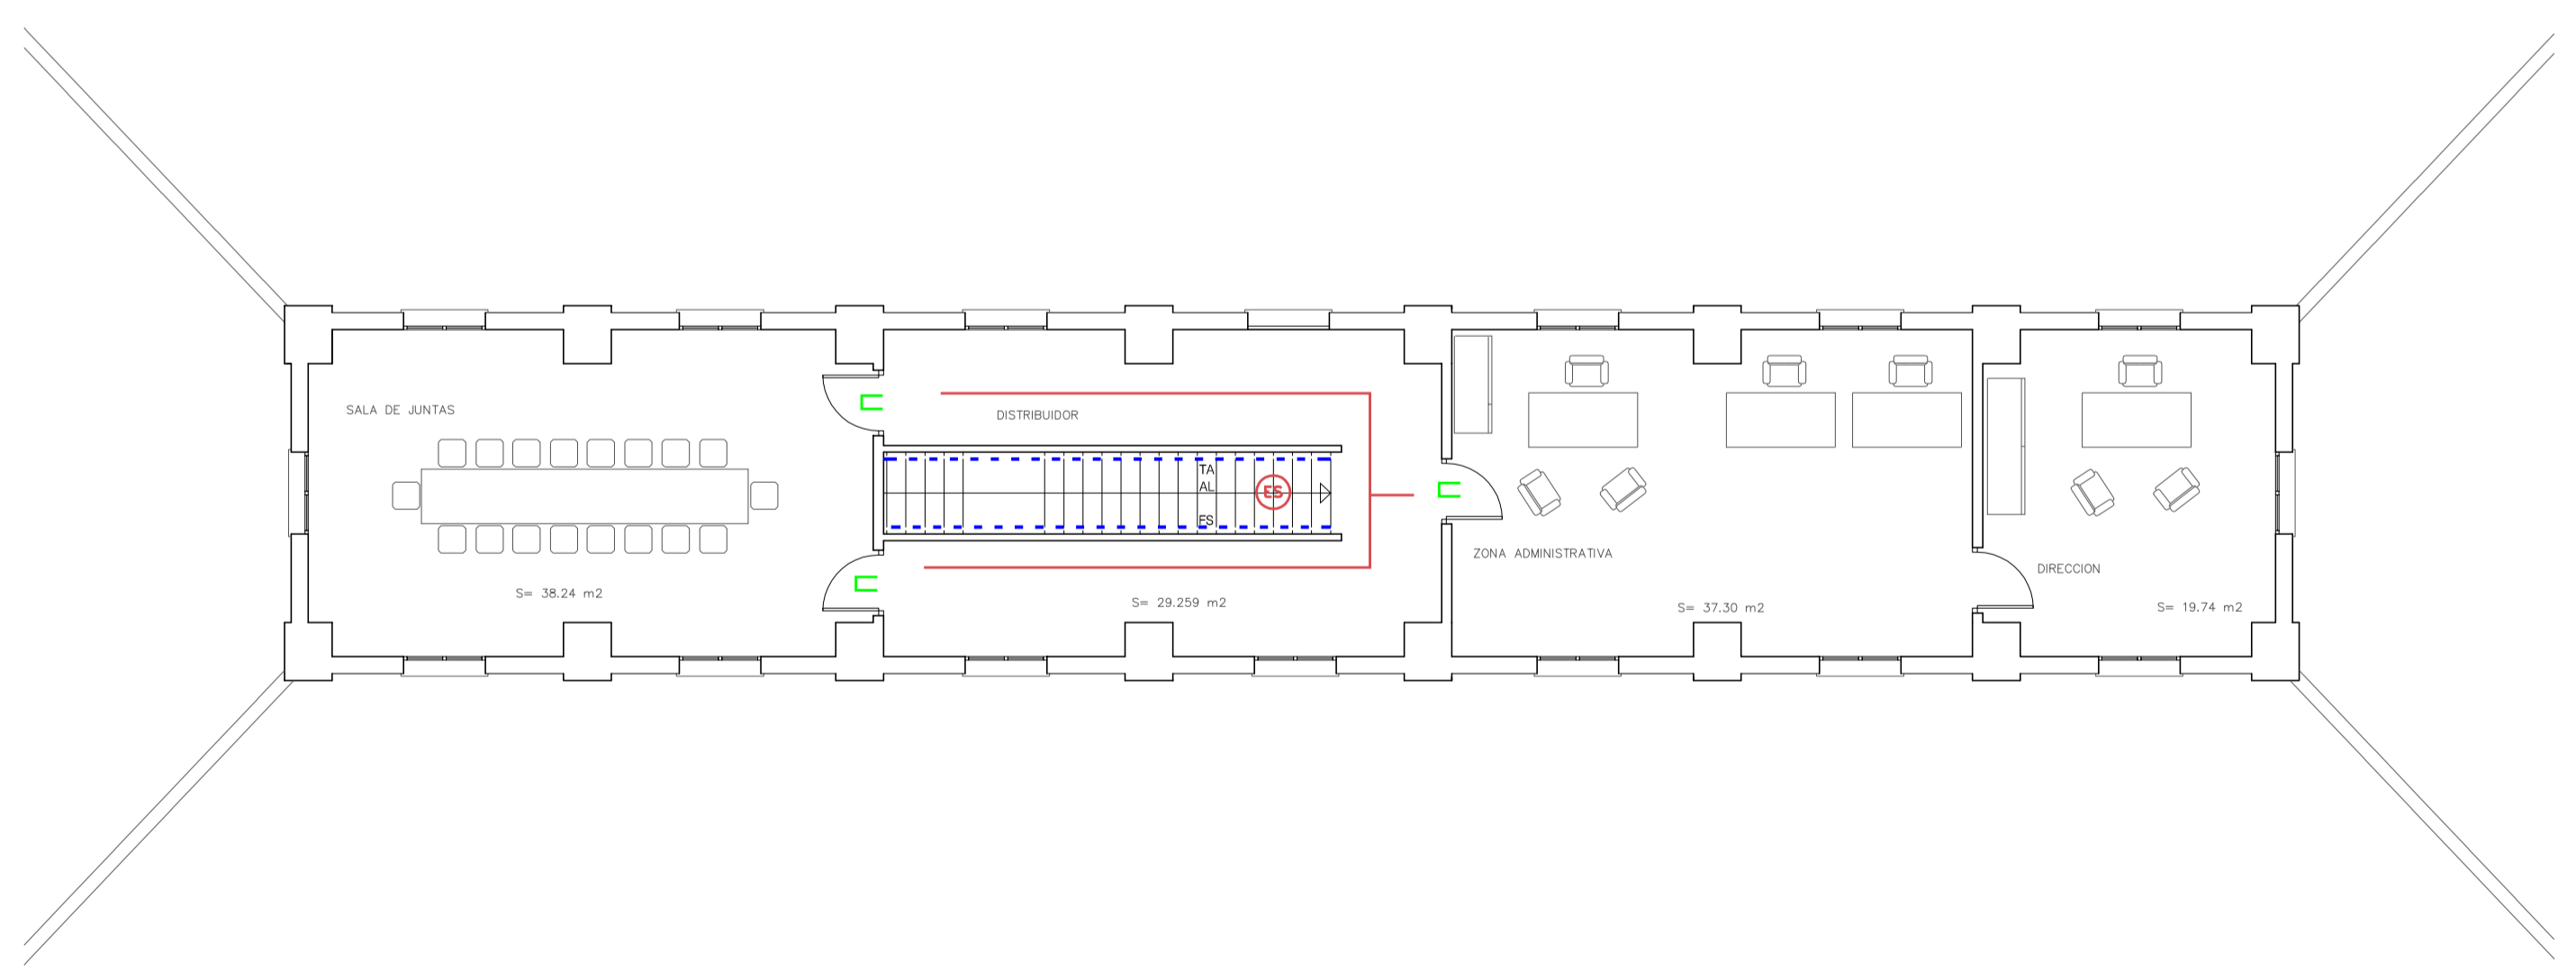 SALA DE JUNTAS
S= 38.24 m2
DISTRIBUIDOR
TA
AL
FS
ES
S= 29.259 m2
ZONA ADMINISTRATIVA
S= 37.30 m2
DIRECCION
S= 19.74 m2